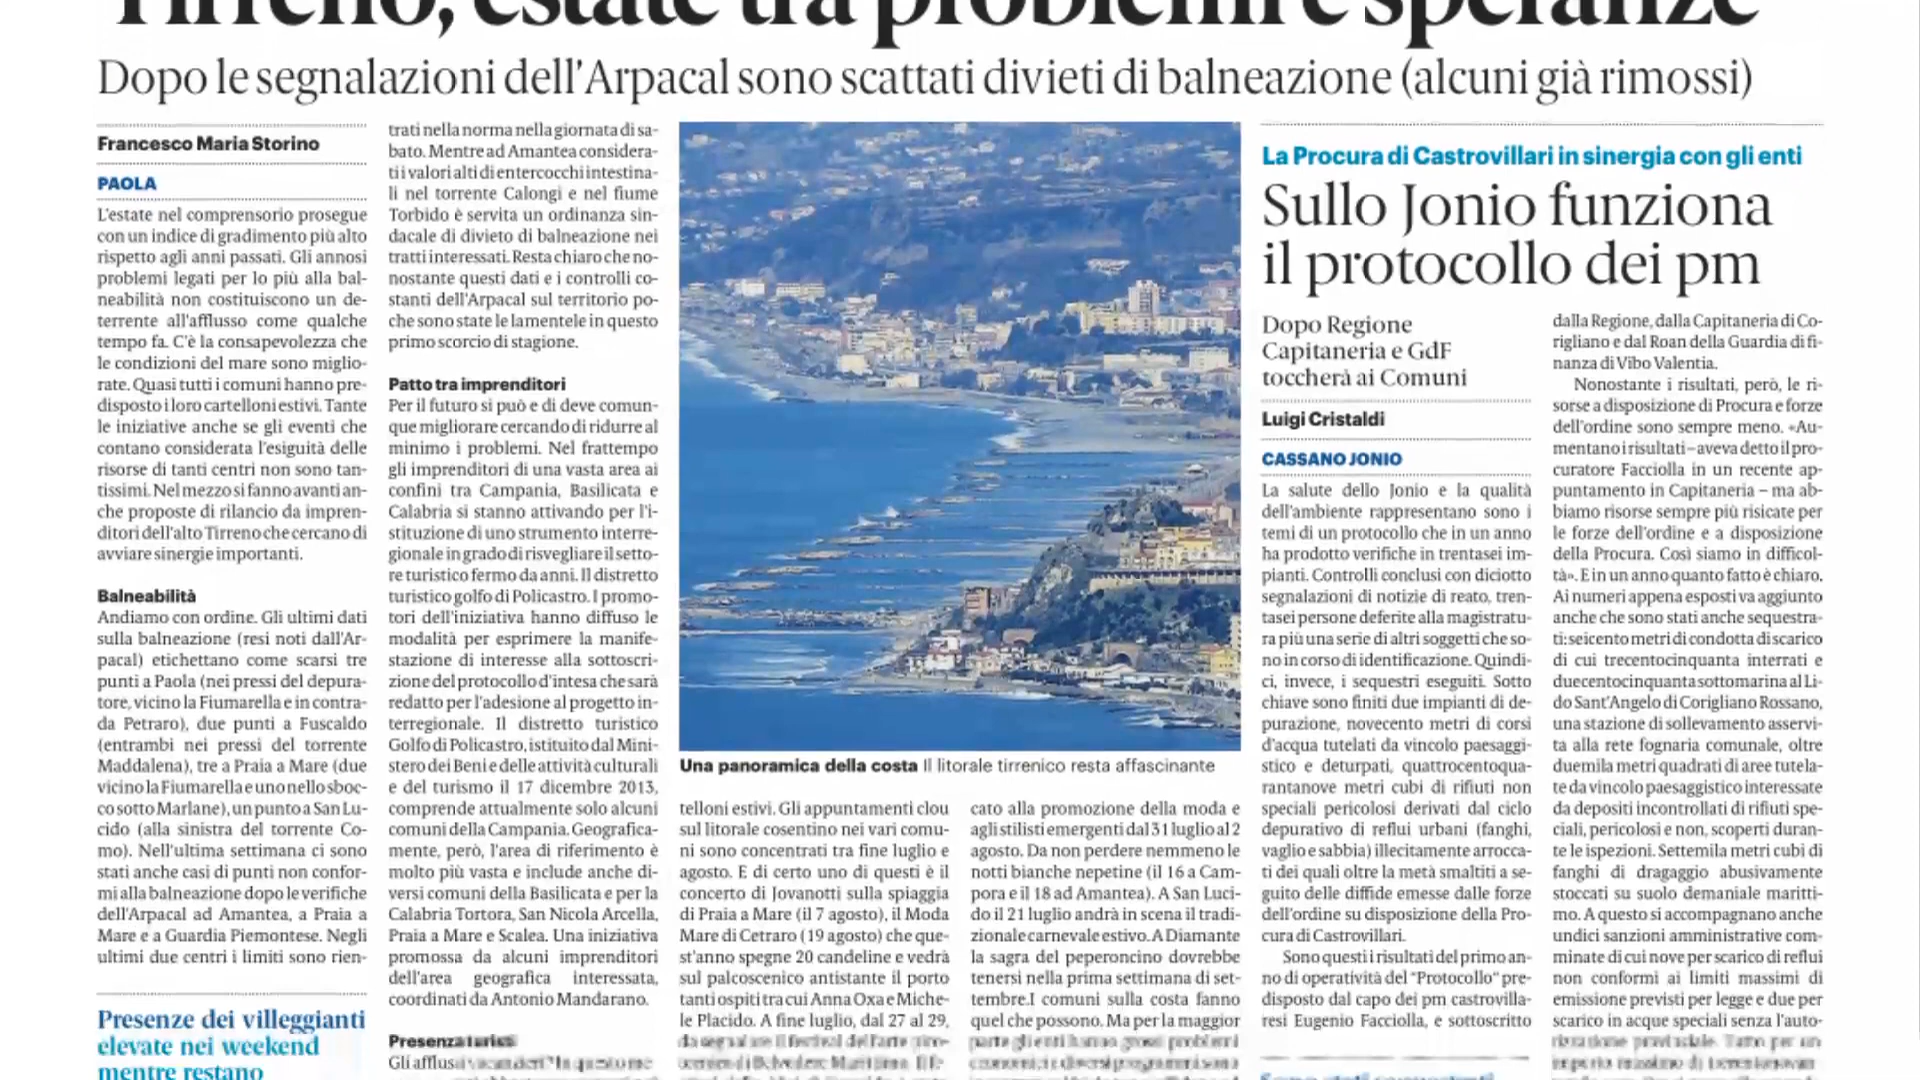 Tirreno, estate tra problemi e speranze
Dopo le segnalazioni dell'Arpacal sono scattati divieti di balneazione (alcuni già rimossi)
Francesco Maria Storino
PAOLA
L'estate nel comprensorio prosegue
con un indice di gradimento più alto
rispetto agli anni passati. Gli annosi
problemi legati per lo più alla bal-
neabilità non costituiscono un de-
terrente all'afflusso come qualche
tempo fa. C'è la consapevolezza che
le condizioni del mare sono miglio-
rate. Quasi tutti i comuni hanno pre-
disposto i loro cartelloni estivi. Tante
le iniziative anche se gli eventi che
contano considerata l'esiguità delle
risorse di tanti centri non sono tan-
tissimi. Nel mezzo si fanno avanti an-
che proposte di rilancio da impren-
ditori dell'alto Tirreno che cercano di
avviare sinergie importanti.
Balneabilità
Andiamo con ordine. Gli ultimi dati
sulla balneazione (resi noti dall'Ar-
pacal) etichettano come scarsi tre
punti a Paola (nei pressi del depura-
tore, vicino la Fiumarella e in contra-
da Petraro), due punti a Fuscaldo
(entrambi nei pressi del torrente
Maddalena), tre a Praia a Mare (due
vicino la Fiumarella e uno nello sboc-
co sotto Marlane), un punto a San Lu-
cido (alla sinistra del torrente Co-
mo). Nell'ultima settimana ci sono
stati anche casi di punti non confor-
mi alla balneazione dopo le verifiche
dell'Arpacal ad Amantea, a Praia a
Mare e a Guardia Piemontese. Negli
ultimi due centri i limiti sono rien-
Presenze dei villeggianti
elevate nei weekend
mentre restano
trati nella norma nella giornata di sa-
bato. Mentre ad Amantea considera-
ti i valori alti di entercocchi intestina-
li nel torrente Calongi e nel fiume
Torbido è servita un ordinanza sin-
dacale di divieto di balneazione nei
tratti interessati. Resta chiaro che no-
nostante questi dati e i controlli co-
stanti dell'Arpacal sul territorio po-
che sono state le lamentele in questo
primo scorcio di stagione.
Patto tra imprenditori
Per il futuro si può e di deve comun-
que migliorare cercando di ridurre al
minimo i problemi. Nel frattempo
gli imprenditori di una vasta area ai
confini tra Campania, Basilicata e
Calabria si stanno attivando per l'i-
stituzione di uno strumento interre-
gionale in grado di risvegliare il setto-
re turistico fermo da anni. Il distretto
turistico golfo di Policastro. I promo-
tori dell'iniziativa hanno diffuso le
modalità per esprimere la manife-
stazione di interesse alla sottoscri-
zione del protocollo d'intesa che sarà
redatto per l'adesione al progetto in-
terregionale. Il distretto turistico
Golfo di Policastro, istituito dal Mini-
stero dei Beni e delle attività culturali
e del turismo il 17 dicembre 2013,
comprende attualmente solo alcuni
comuni della Campania. Geografica-
mente, però, l'area di riferimento è
molto più vasta e include anche di-
versi comuni della Basilicata e per la
Calabria Tortora, San Nicola Arcella,
Praia a Mare e Scalea. Una iniziativa
promossa da alcuni imprenditori
dell'area geografica interessata,
coordinati da Antonio Mandarano.
Presenza turisti
Gli afflussi
Una panoramica della costa Il litorale tirrenico resta affascinante
telloni estivi. Gli appuntamenti clou
sul litorale cosentino nei vari comu-
ni sono concentrati tra fine luglio e
agosto. E di certo uno di questi è il
concerto di Jovanotti sulla spiaggia
di Praia a Mare (il 7 agosto), il Moda
Mare di Cetraro (19 agosto) che que-
st'anno spegne 20 candeline e vedrà
sul palcoscenico antistante il porto
tanti ospiti tra cui Anna Oxa e Miche-
le Placido. A fine luglio, dal 27 al 29,
cato alla promozione della moda e
agli stilisti emergenti dal 31 luglio al 2
agosto. Da non perdere nemmeno le
notti bianche nepetine (il 16 a Cam-
pora e il 18 ad Amantea). A San Luci-
do il 21 luglio andrà in scena il tradi-
zionale carnevale estivo. A Diamante
la sagra del peperoncino dovrebbe
tenersi nella prima settimana di set-
tembre.I comuni sulla costa fanno
quel che possono. Ma per la maggior
parte gli enti hanno grossi problemi
La Procura di Castrovillari in sinergia con gli enti
Sullo Jonio funziona
il protocollo dei pm
Dopo Regione
Capitaneria e GdF
toccherà ai Comuni
Luigi Cristaldi
CASSANO JONIO
La salute dello Jonio e la qualità
dell'ambiente rappresentano i
temi di un protocollo che in un anno
ha prodotto verifiche in trentasei im-
pianti. Controlli conclusi con diciotto
segnalazioni di notizie di reato, tren-
tasei persone deferite alla magistratu-
ra più una serie di altri soggetti che so-
no in corso di identificazione. Quindi-
ci, invece, i sequestri eseguiti. Sotto
chiave sono finiti due impianti di de-
purazione, novecento metri di corsi
d'acqua tutelati da vincolo paesaggi-
stico e deturpati, quattrocentoqua-
rantanove metri cubi di rifiuti non
speciali pericolosi derivati dal ciclo
depurativo di reflui urbani (fanghi,
vaglio e sabbia) illecitamente arrocca-
ti dei quali oltre la metà smaltiti a se-
guito delle diffide emesse dalle forze
dell'ordine su disposizione della Pro-
cura di Castrovillari.
Sono questi i risultati del primo an-
no di operatività del "Protocollo" pre-
disposto dal capo dei pm castrovilla-
resi Eugenio Facciolla, e sottoscritto
dalla Regione, dalla Capitaneria di Co-
rigliano e dal Roan della Guardia di fi-
nanza di Vibo Valentia.
Nonostante i risultati, però, le ri-
sorse a disposizione di Procura e forze
dell'ordine sono sempre meno. «Au-
mentano i risultati – aveva detto il pro-
curatore Facciolla in un recente ap-
puntamento in Capitaneria – ma ab-
biamo risorse sempre più risicate per
le forze dell'ordine e a disposizione
della Procura. Così siamo in difficol-
tà». E in un anno quanto fatto è chiaro.
Ai numeri appena esposti va aggiunto
anche che sono stati anche sequestra-
ti: seicento metri di condotta di scarico
di cui trecentocinquanta interrati e
duecentocinquanta sottomarina al Li-
do Sant'Angelo di Corigliano Rossano,
una stazione di sollevamento asservi-
ta alla rete fognaria comunale, oltre
duemila metri quadrati di aree tutela-
te da vincolo paesaggistico interessate
da depositi incontrollati di rifiuti spe-
ciali, pericolosi e non, scoperti duran-
te le ispezioni. Settemila metri cubi di
fanghi di dragaggio abusivamente
stoccati su suolo demaniale maritti-
mo. A questo si accompagnano anche
undici sanzioni amministrative com-
minate di cui nove per scarico di reflui
non conformi ai limiti massimi di
emissione previsti per legge e due per
scarico in acque speciali senza l'auto-